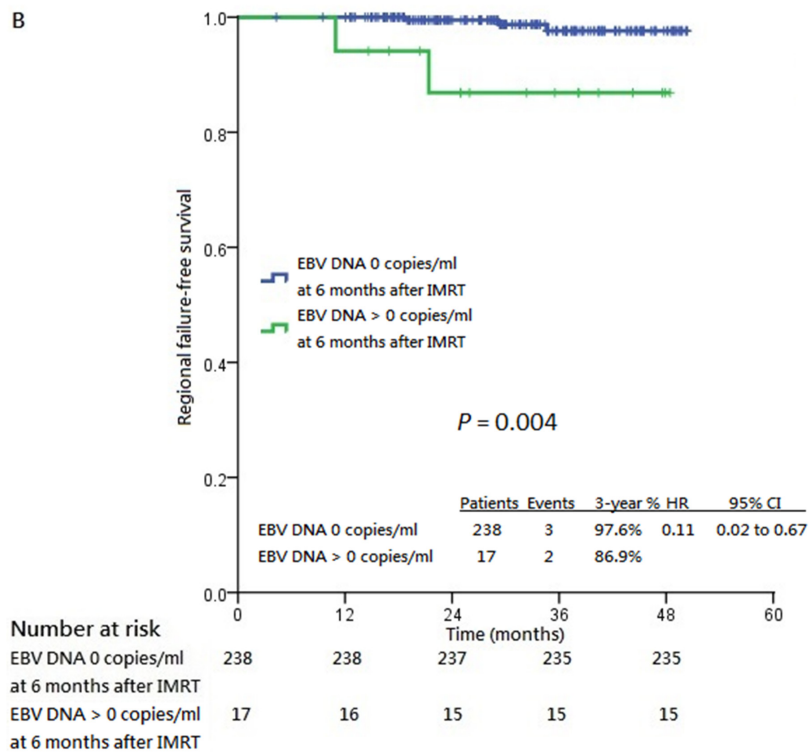 B
1.0
0.8
0.6
0.4
0.2
0.0
Regional failure-free survival
EBV DNA 0 copies/ml
at 6 months after IMRT
EBV DNA > 0 copies/ml
at 6 months after IMRT
P = 0.004
Patients Events 3-year % HR 95% CI
EBV DNA 0 copies/ml 238 3 97.6% 0.11 0.02 to 0.67
EBV DNA > 0 copies/ml 17 2 86.9%
0 12 24 36 48 60
Time (months)
Number at risk
EBV DNA 0 copies/ml 238 238 237 235 235
at 6 months after IMRT
EBV DNA > 0 copies/ml 17 16 15 15 15
at 6 months after IMRT